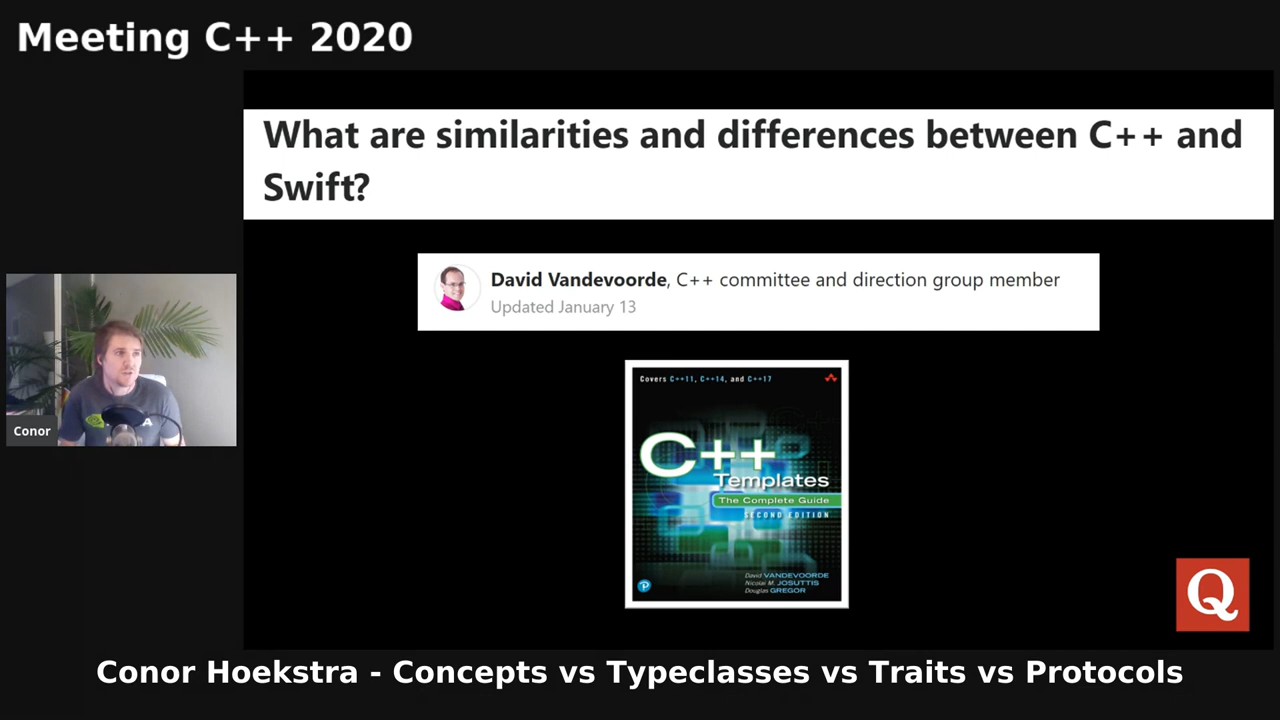 Meeting C++ 2020
What are similarities and differences between C++ and
Swift?
David Vandevoorde, C++ committee and direction group member
Updated January 13
Covers C++11, C++14, and C++17
C++
Templates
The Complete Guide
SECOND EDITION
David VANDEVOORDE
Nicolai M. JOSUTTIS
Douglas GREGOR
Conor
Q
Conor Hoekstra - Concepts vs Typeclasses vs Traits vs Protocols